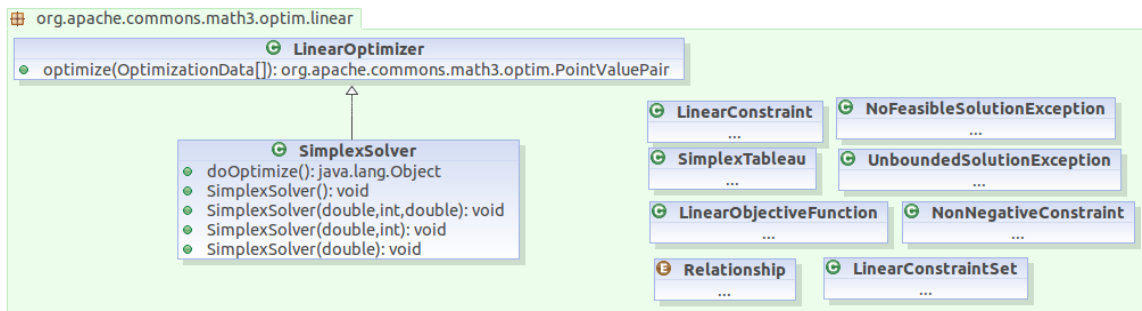 org.apache.commons.math3.optim.linear
C LinearOptimizer
optimize(OptimizationData[]): org.apache.commons.math3.optim.PointValuePair
C SimplexSolver
doOptimize(): java.lang.Object
SimplexSolver(): void
SimplexSolver(double,int,double): void
SimplexSolver(double,int): void
SimplexSolver(double): void
C LinearConstraint
...
C NoFeasibleSolutionException
...
C SimplexTableau
...
C UnboundedSolutionException
...
C LinearObjectiveFunction
...
C NonNegativeConstraint
...
E Relationship
...
C LinearConstraintSet
...